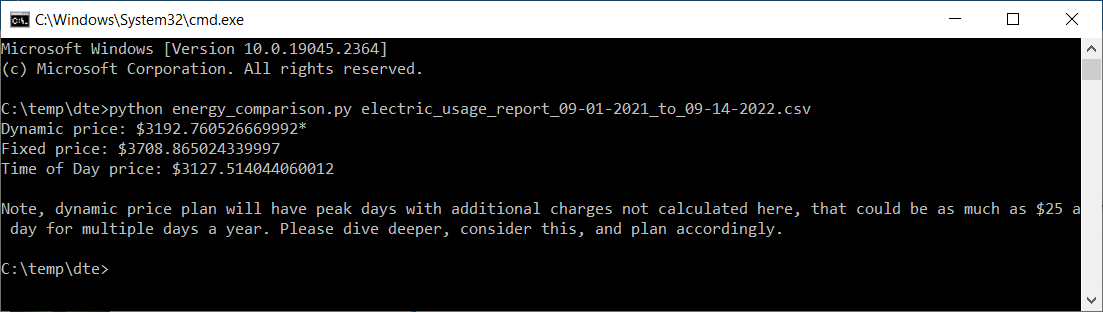 C:\Windows\System32\cmd.exe
Microsoft Windows [Version 10.0.19045.2364]
(c) Microsoft Corporation. All rights reserved.
C:\temp\dte>python energy_comparison.py electric_usage_report_09-01-2021_to_09-14-2022.csv
Dynamic price: $3192.760526669992*
Fixed price: $3708.865024339997
Time of Day price: $3127.514044060012
Note, dynamic price plan will have peak days with additional charges not calculated here, that could be as much as $25 a
day for multiple days a year. Please dive deeper, consider this, and plan accordingly.
C:\temp\dte>